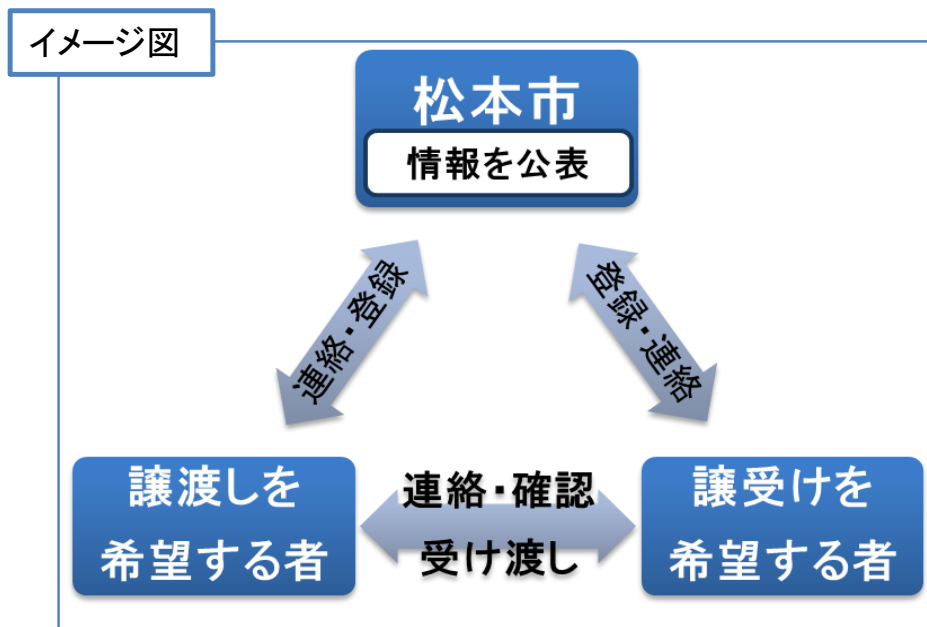 イメージ図
松本市
情報を公表
連絡・登録
登録・連絡
譲渡しを
希望する者
連絡・確認
受け渡し
譲受けを
希望する者